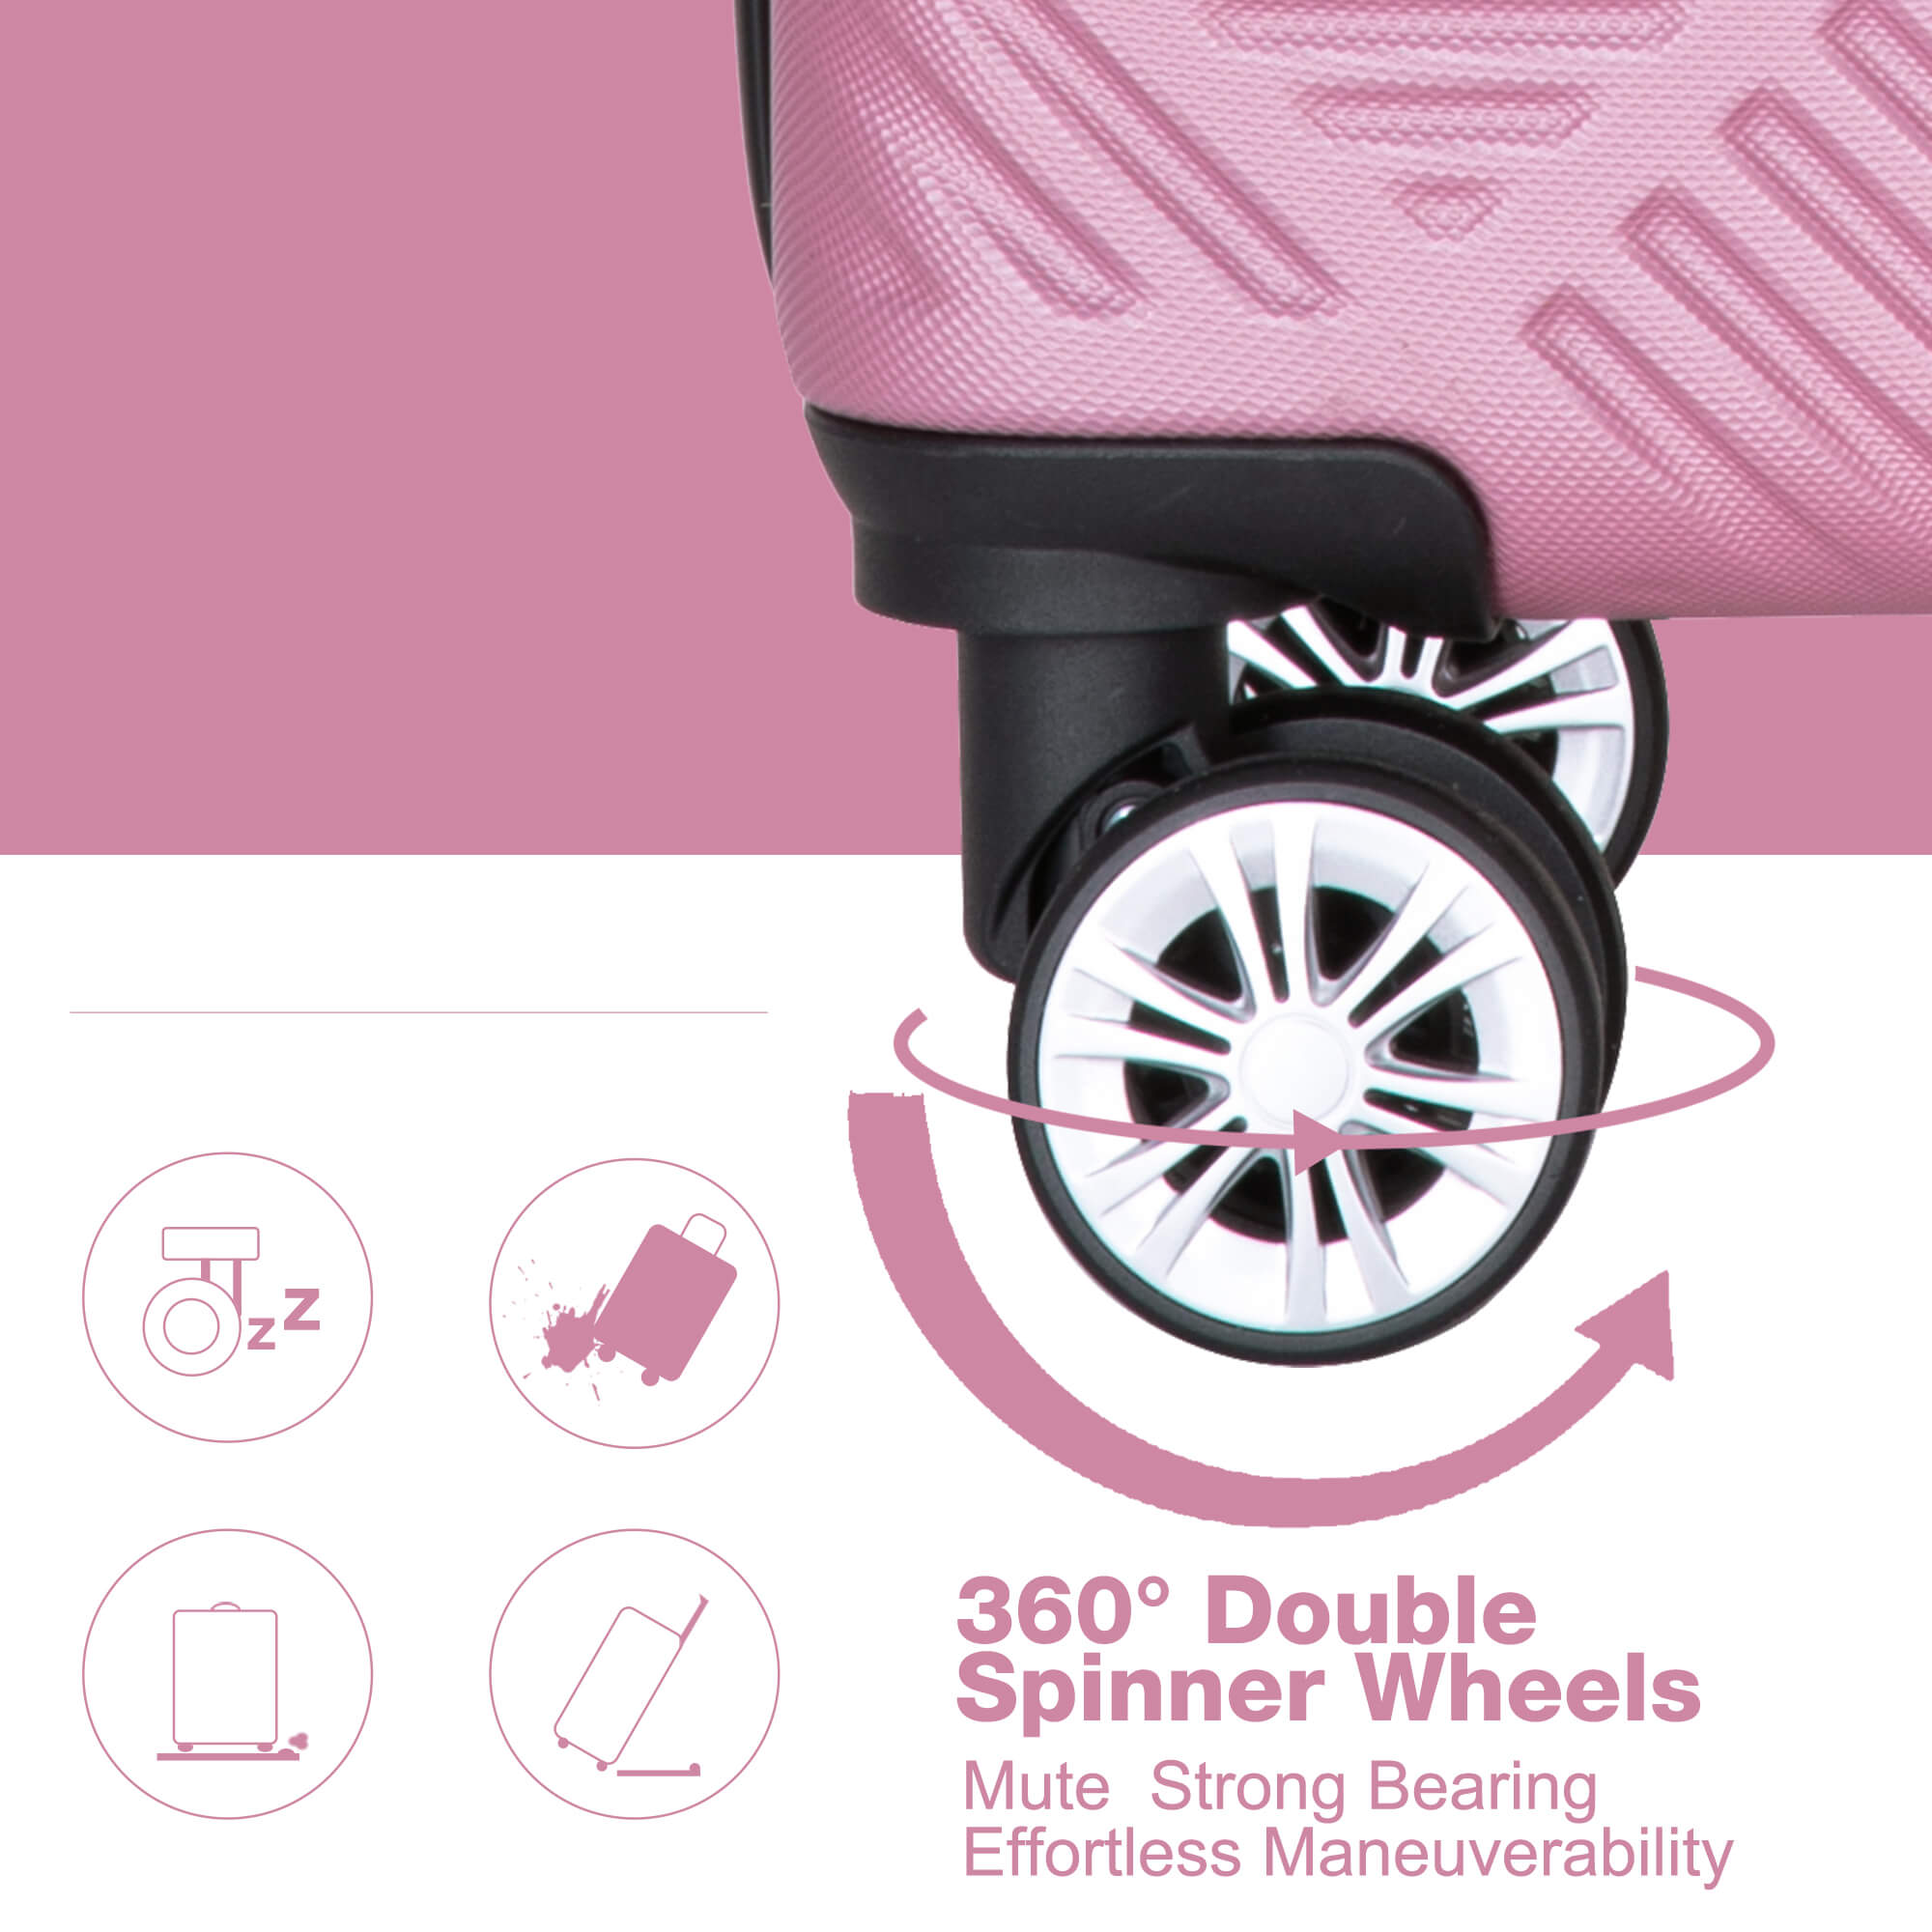 z z
360° Double
Spinner Wheels
Mute  Strong Bearing
Effortless Maneuverability